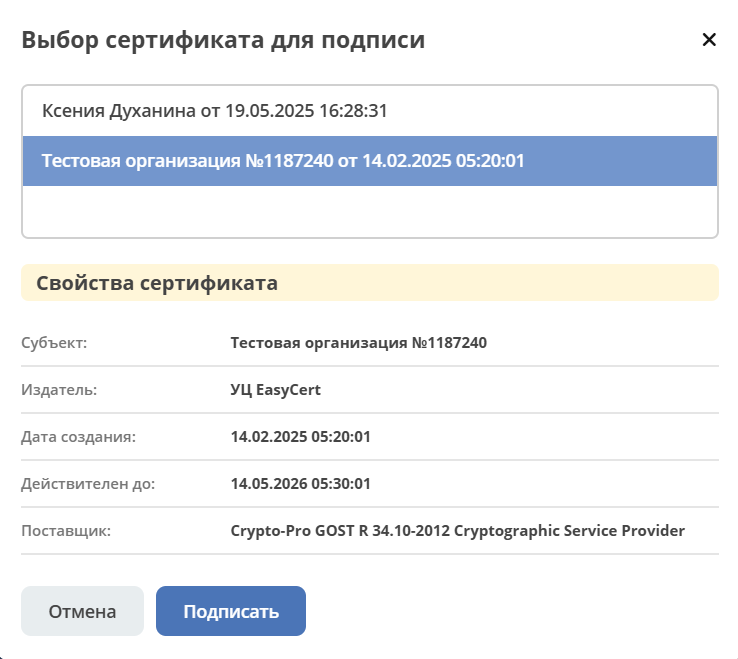 Выбор сертификата для подписи
Ксения Духанина от 19.05.2025 16:28:31
Тестовая организация №1187240 от 14.02.2025 05:20:01
Свойства сертификата
Субъект: Тестовая организация №1187240
Издатель: УЦ EasyCert
Дата создания: 14.02.2025 05:20:01
Действителен до: 14.05.2026 05:30:01
Поставщик: Crypto-Pro GOST R 34.10-2012 Cryptographic Service Provider
Отмена Подписать